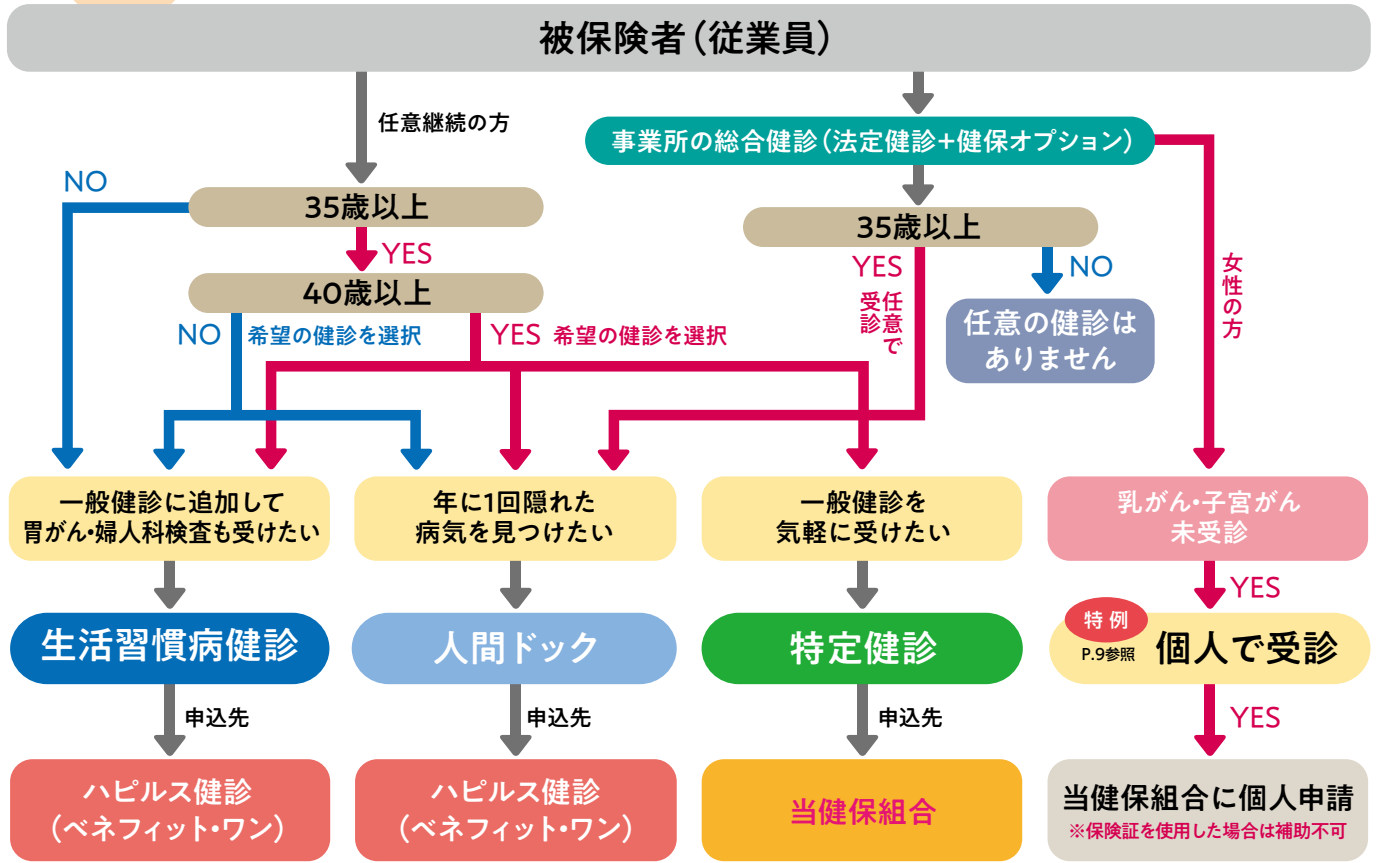 被保険者（従業員）
任意継続の方
事業所の総合健診（法定健診+健保オプション）
NO
35歳以上
35歳以上
YES
YES
任意で
受診
NO
女性の方
40歳以上
任意の健診は
ありません
NO 希望の健診を選択
YES 希望の健診を選択
一般健診に追加して
胃がん・婦人科検査も受けたい
年に1回隠れた
病気を見つけたい
一般健診を
気軽に受けたい
乳がん・子宮がん
未受診
YES
生活習慣病健診
人間ドック
特定健診
特例
P.9参照
個人で受診
申込先
申込先
申込先
YES
ハピルス健診
（ベネフィット・ワン）
ハピルス健診
（ベネフィット・ワン）
当健保組合
当健保組合に個人申請
※保険証を使用した場合は補助不可